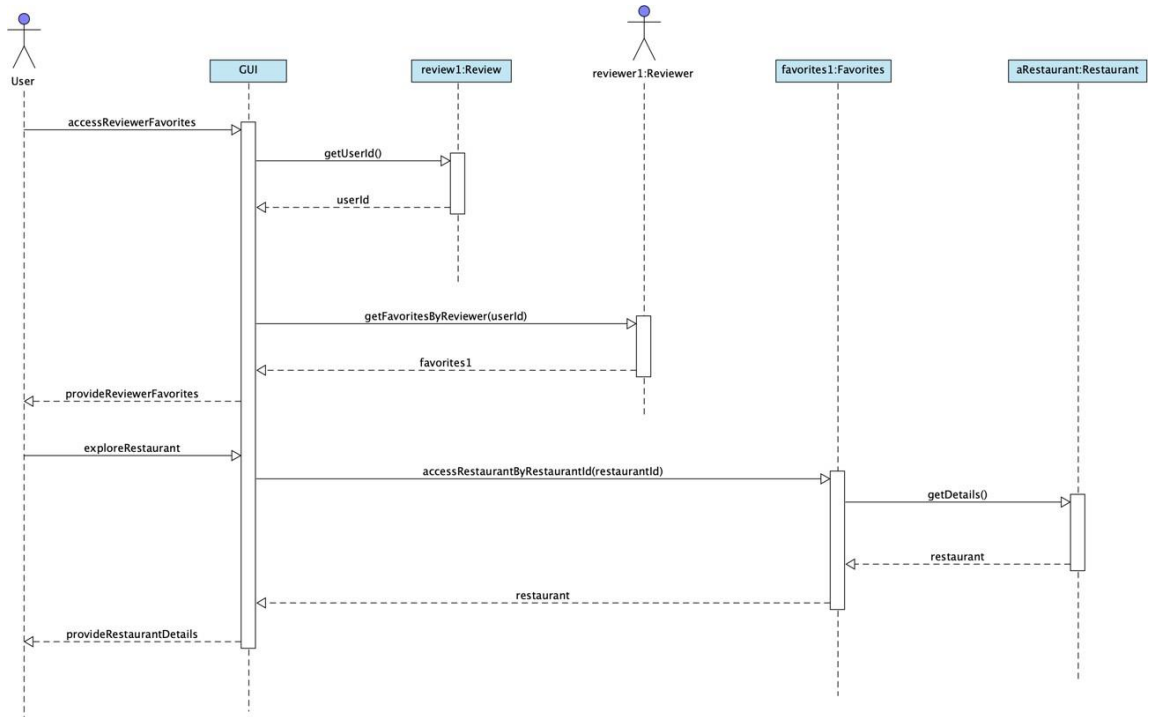 User
GUI
review1:Review
reviewer1:Reviewer
favorites1:Favorites
aRestaurant:Restaurant
accessReviewerFavorites
getUserId()
userId
getFavoritesByReviewer(userId)
favorites1
provideReviewerFavorites
exploreRestaurant
accessRestaurantByRestaurantId(restaurantId)
getDetails()
restaurant
restaurant
provideRestaurantDetails